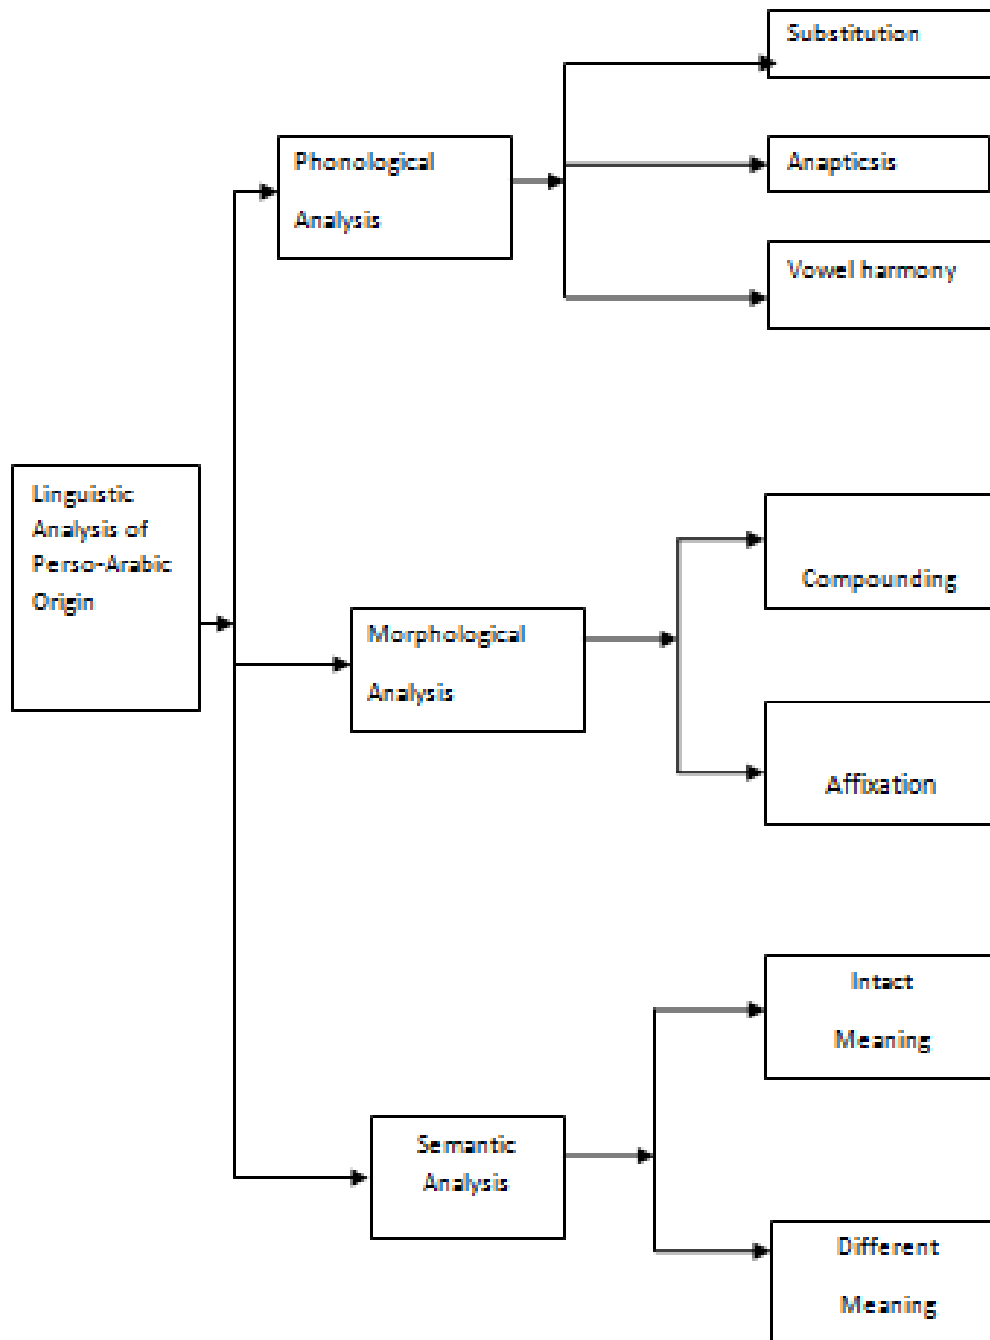 Substitution
Phonological
Analysis
Anapticsis
Vowel harmony
Linguistic
Analysis of
Perso-Arabic
Origin
Morphological
Analysis
Compounding
Affixation
Semantic
Analysis
Intact
Meaning
Different
Meaning